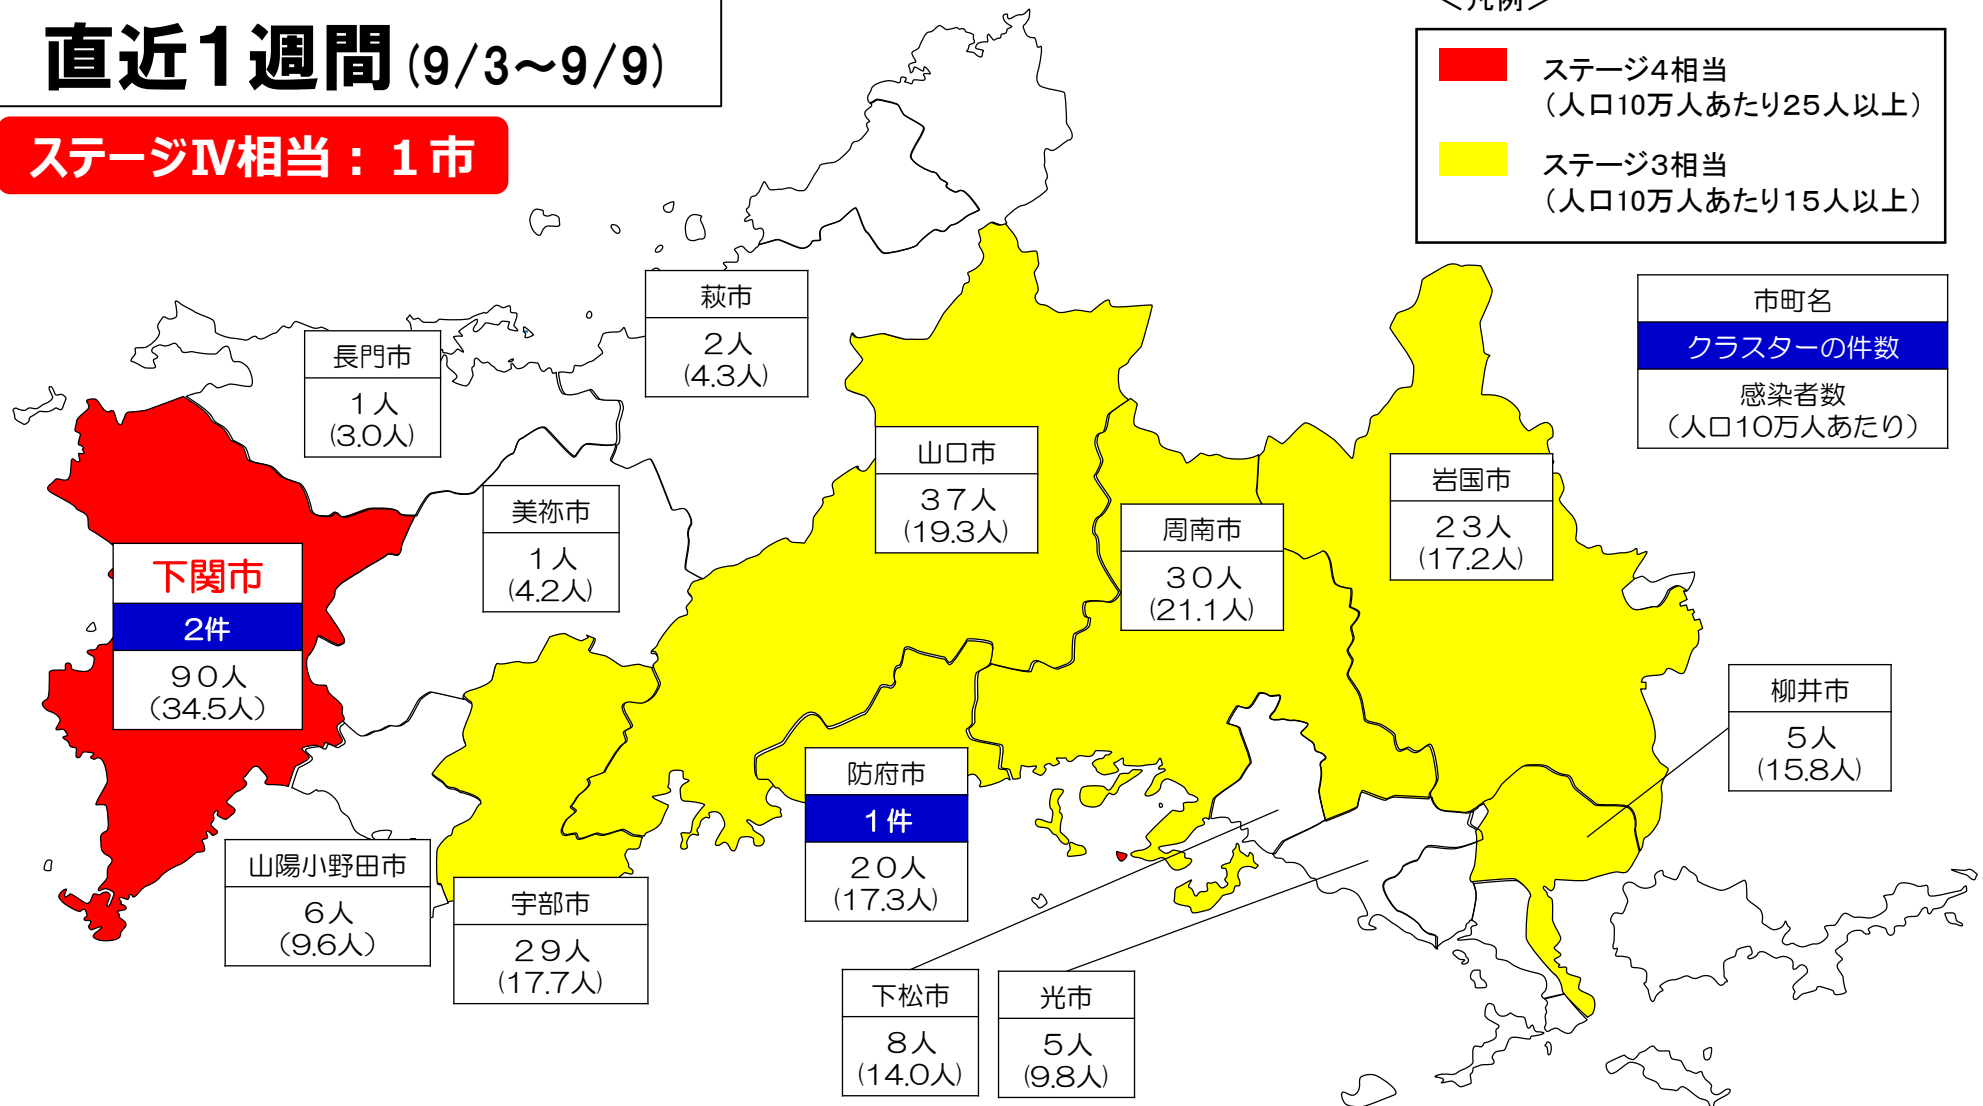 直近1週間(9/3～9/9)
ステージⅣ相当：1市
＜凡例＞
ステージ4相当
（人口10万人あたり25人以上）
ステージ3相当
（人口10万人あたり15人以上）
市町名
クラスターの件数
感染者数
（人口10万人あたり）
萩市
2人
(4.3人)
長門市
1人
(3.0人)
山口市
37人
(19.3人)
岩国市
23人
(17.2人)
美祢市
1人
(4.2人)
周南市
30人
(21.1人)
下関市
2件
90人
(34.5人)
柳井市
5人
(15.8人)
防府市
1件
20人
(17.3人)
山陽小野田市
6人
(9.6人)
宇部市
29人
(17.7人)
下松市
8人
(14.0人)
光市
5人
(9.8人)